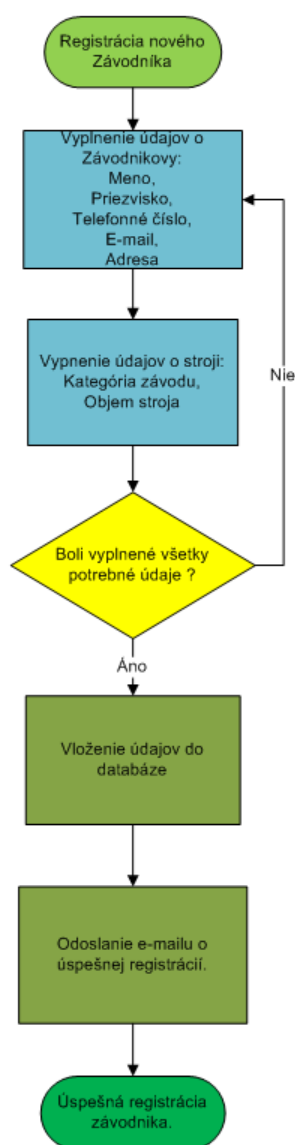 Registrácia nového
Závodníka
Vyplnenie údajov o
Závodnikovy:
Meno,
Priezvisko,
Telefonné číslo,
E-mail,
Adresa
Vypnenie údajov o stroji:
Kategória závodu,
Objem stroja
Nie
Boli vyplnené všetky
potrebné údaje ?
Áno
Vloženie údajov do
databáze
Odoslanie e-mailu o
úspešnej registrácií.
Úspešná registrácia
závodnika.